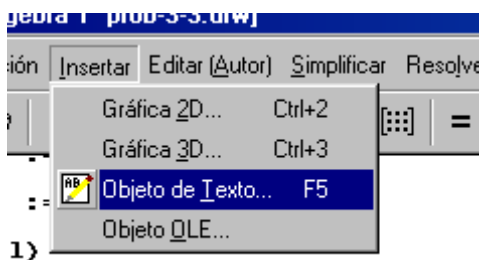 gebra 1 prob-3-3.dfw]
ión Insertar Editar (Autor) Simplificar Resolve
Gráfica 2D... Ctrl+2
[:::] =
Gráfica 3D... Ctrl+3
Objeto de Texto... F5
:=
Objeto OLE...
1)